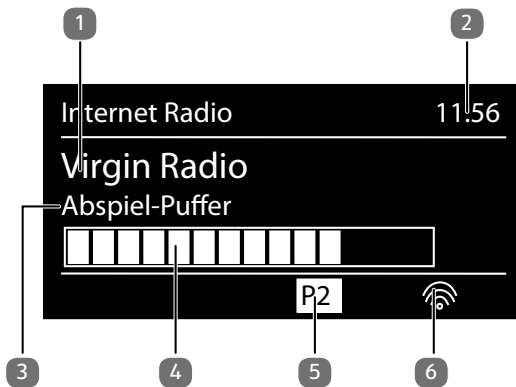 1 2
Internet Radio 11:56
Virgin Radio
Abspiel-Puffer
P2
3 4 5 6